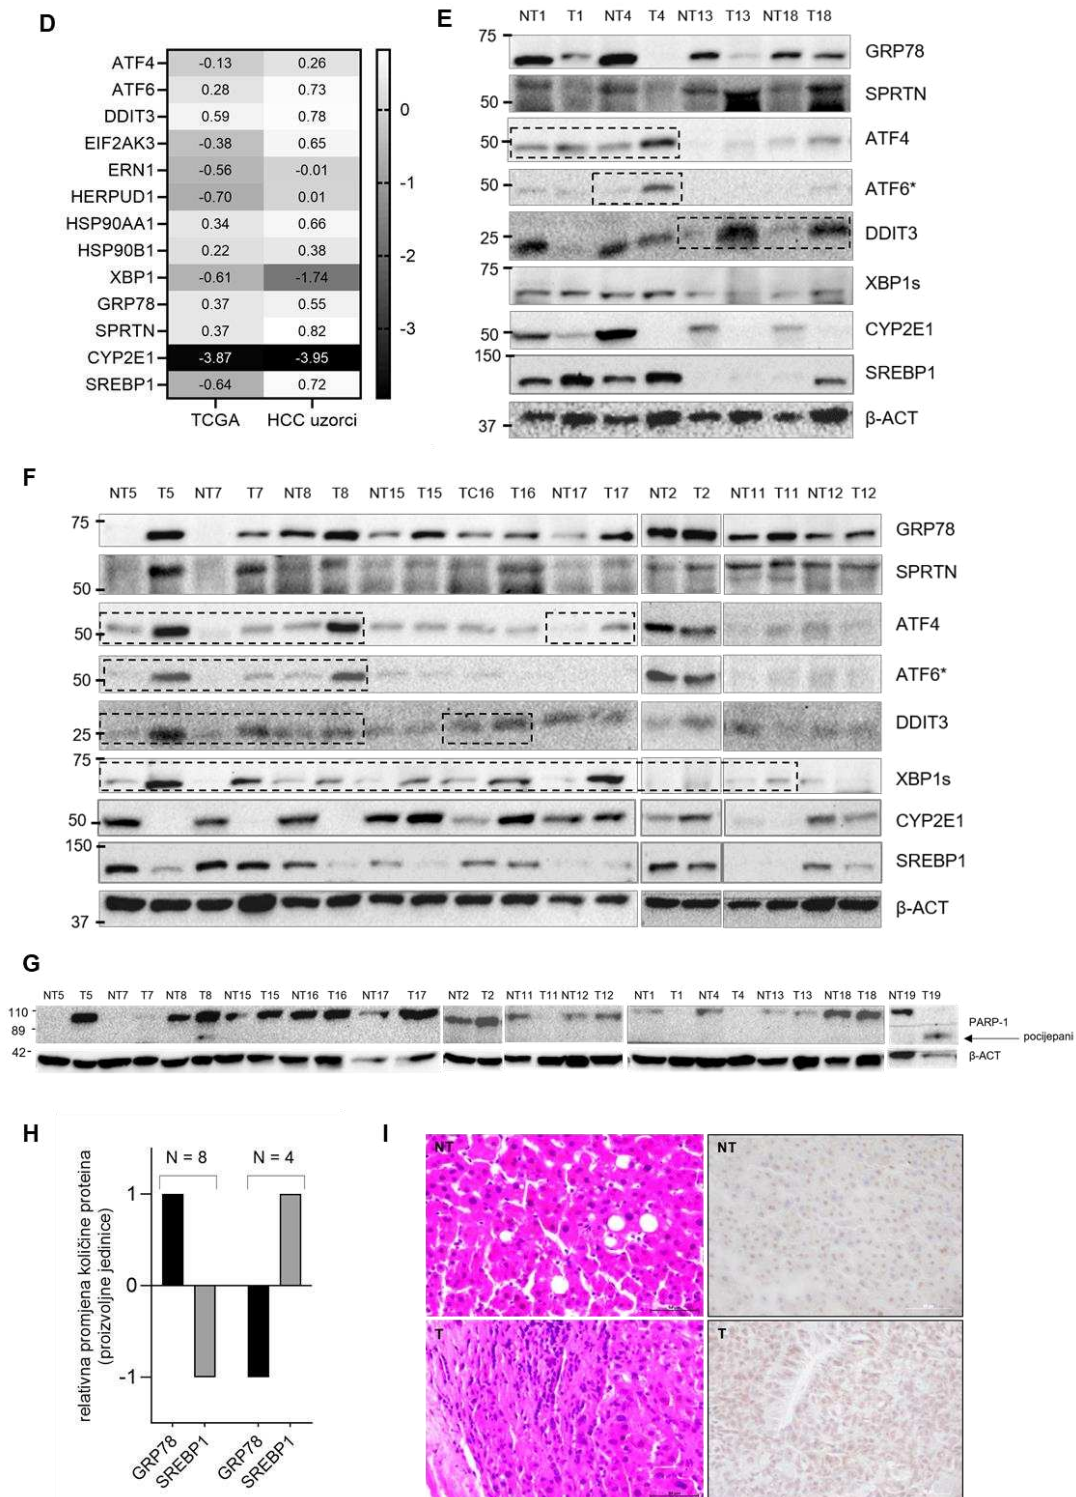 D
ATF4 -0.13 0.26
ATF6 0.28 0.73
DDIT3 0.59 0.78
EIF2AK3 -0.38 0.65
ERN1 -0.56 -0.01
HERPUD1 -0.70 0.01
HSP90AA1 0.34 0.66
HSP90B1 0.22 0.38
XBP1 -0.61 -1.74
GRP78 0.37 0.55
SPRTN 0.37 0.82
CYP2E1 -3.87 -3.95
SREBP1 -0.64 0.72
TCGA HCC uzorci
0
-1
-2
-3
E
NT1 T1 NT4 T4 NT13 T13 NT18 T18
75 GRP78
50 SPRTN
50 ATF4
50 ATF6*
25 DDIT3
75 XBP1s
50 CYP2E1
150 SREBP1
37 β-ACT
F
NT5 T5 NT7 T7 NT8 T8 NT15 T15 TC16 T16 NT17 T17 NT2 T2 NT11 T11 NT12 T12
75 GRP78
50 SPRTN
50 ATF4
50 ATF6*
25 DDIT3
75 XBP1s
50 CYP2E1
150 SREBP1
37 β-ACT
G
NT5 T5 NT7 T7 NT8 T8 NT15 T15 NT16 T16 NT17 T17 NT2 T2 NT11 T11 NT12 T12 NT1 T1 NT4 T4 NT13 T13 NT18 T18 NT19 T19
110 PARP-1
89 pocijepani
42 β-ACT
H
N = 8 N = 4
relativna promjena količine proteina
(proizvoljne jedinice)
1
0
-1
GRP78 SREBP1 GRP78 SREBP1
I
NT NT
T T